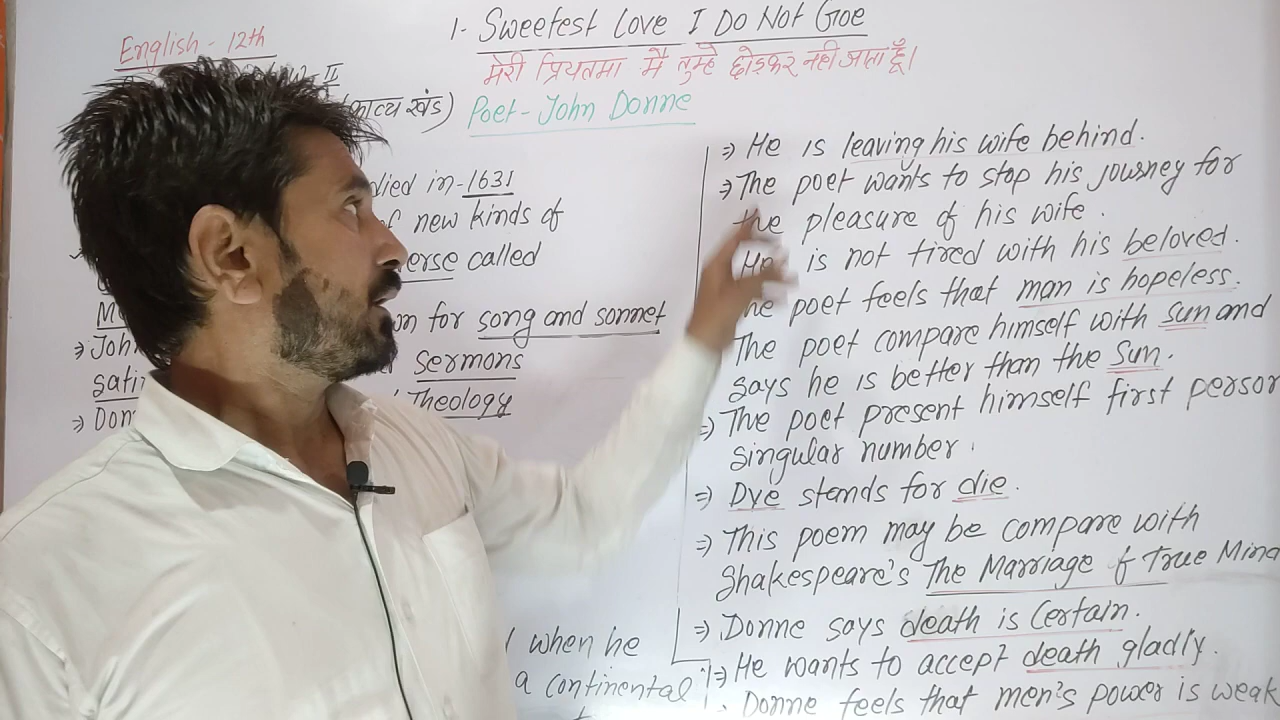 1. Sweetest Love I Do Not Goe
English - 12th
मेरी प्रियतमा मैं तुम्हें छोड़कर नहीं जाता हूँ।
II
(काव्य खंड)
Poet - John Donne
died in - 1631
new kinds of
called
for song and sonnet
Sermons
Theology
when he
a continental
⇒ He is leaving his wife behind.
⇒ The poet wants to stop his journey for
the pleasure of his wife.
He is not tired with his beloved.
The poet feels that man is hopeless.
The poet compare himself with sun and
says he is better than the Sun.
⇒ The poet present himself first person
singular number.
⇒ Dye stands for die.
⇒ This poem may be compare with
Shakespeare's The Marriage of True Mind
⇒ Donne says death is Certain.
⇒ He wants to accept death gladly.
Donne feels that men's power is weak